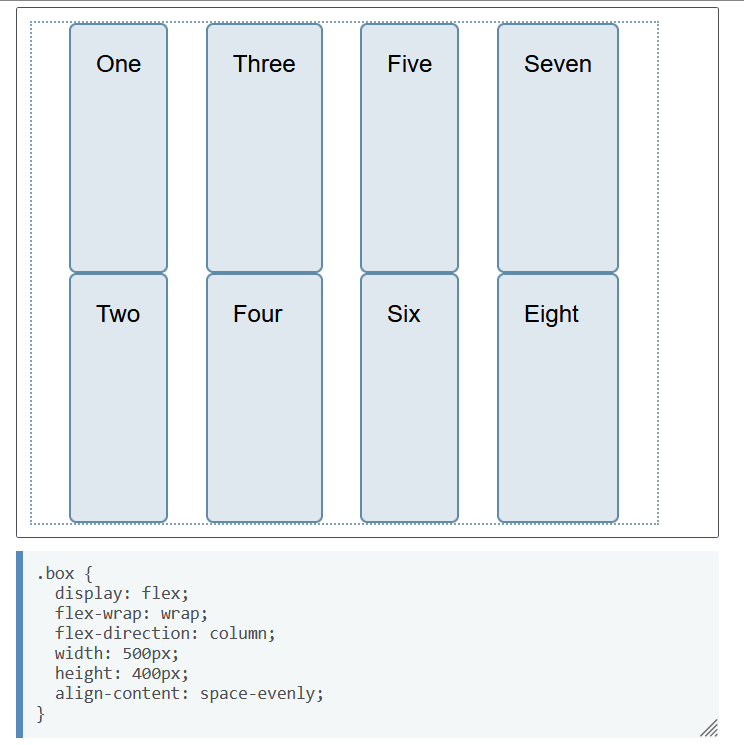 One Three Five Seven
Two Four Six Eight
.box {
  display: flex;
  flex-wrap: wrap;
  flex-direction: column;
  width: 500px;
  height: 400px;
  align-content: space-evenly;
}